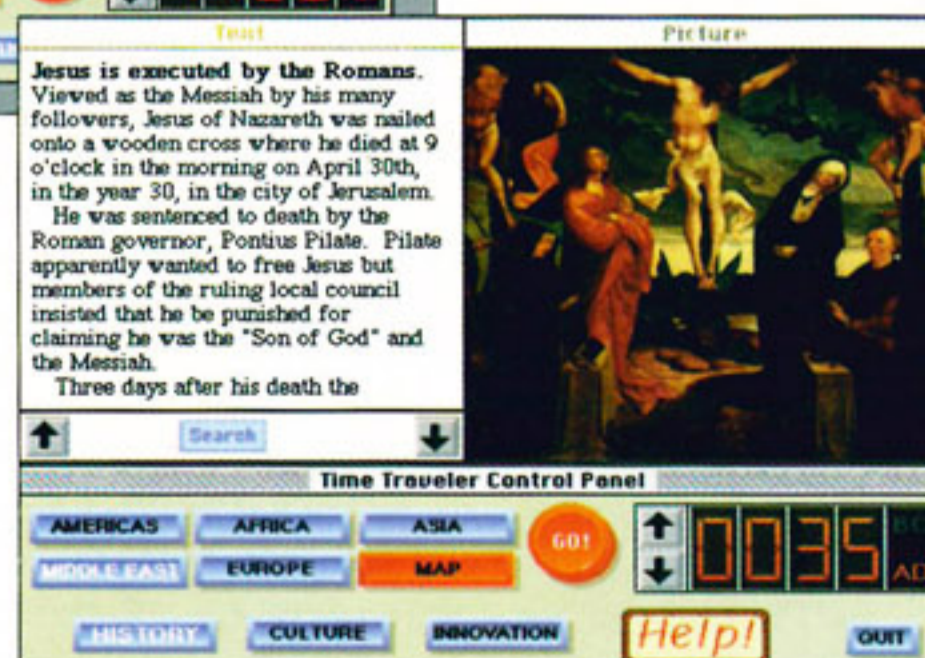 Text
Picture
Jesus is executed by the Romans.
Viewed as the Messiah by his many
followers, Jesus of Nazareth was nailed
onto a wooden cross where he died at 9
o'clock in the morning on April 30th,
in the year 30, in the city of Jerusalem.
He was sentenced to death by the
Roman governor, Pontius Pilate. Pilate
apparently wanted to free Jesus but
members of the ruling local council
insisted that he be punished for
claiming he was the "Son of God" and
the Messiah.
Three days after his death the
Search
Time Traveler Control Panel
AMERICAS AFRICA ASIA GO! 0035 BC
MIDDLE EAST EUROPE MAP AD
HISTORY CULTURE INNOVATION Help! QUIT